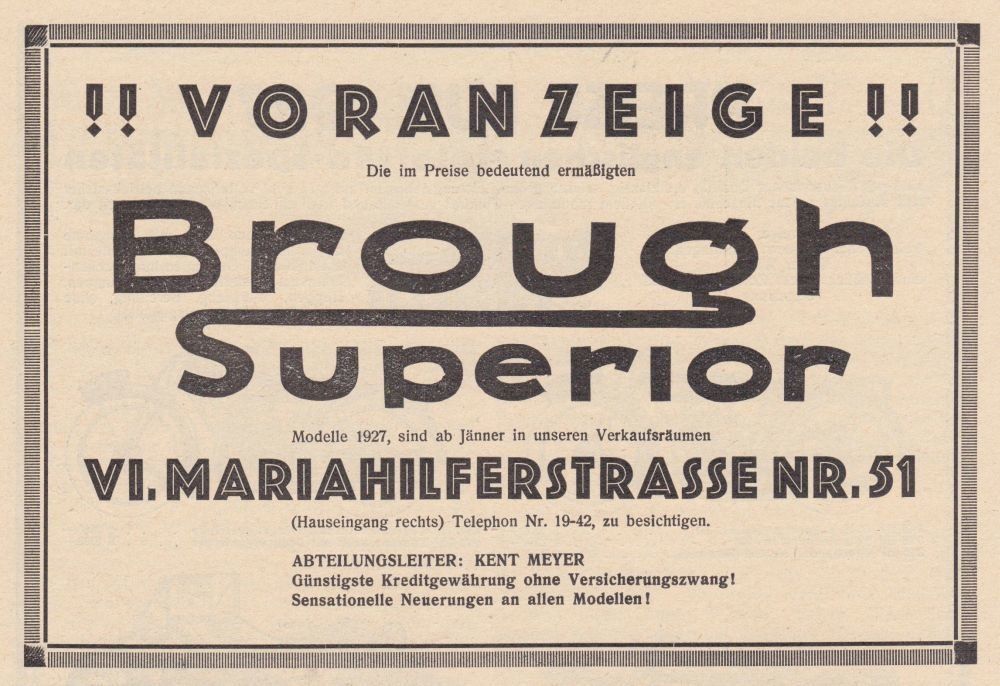 !! VORANZEIGE !!
Die im Preise bedeutend ermäßigten
Brough
Superior
Modelle 1927, sind ab Jänner in unseren Verkaufsräumen
VI. MARIAHILFERSTRASSE NR. 51
(Hauseingang rechts) Telephon Nr. 19-42, zu besichtigen.
ABTEILUNGSLEITER: KENT MEYER
Günstigste Kreditgewährung ohne Versicherungszwang!
Sensationelle Neuerungen an allen Modellen!